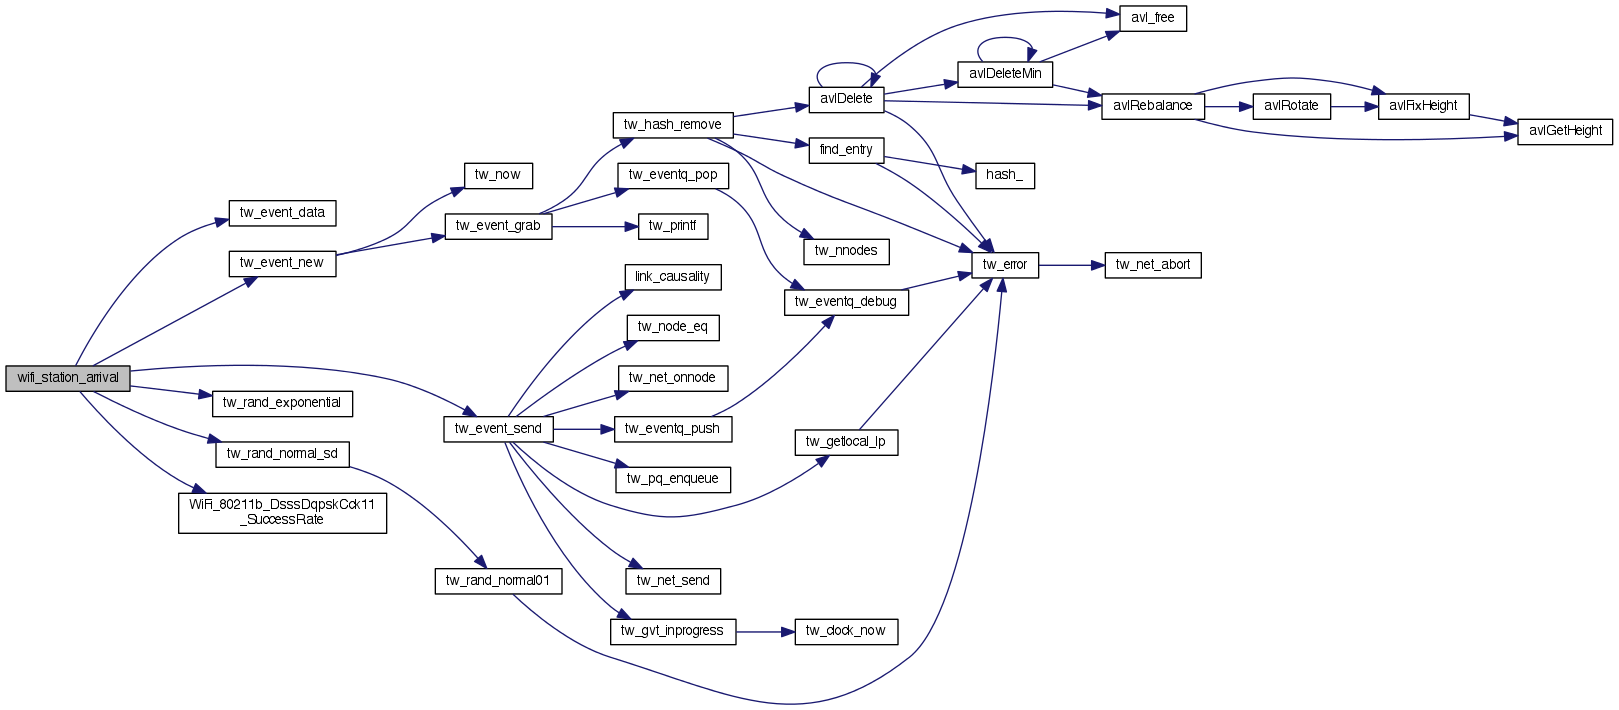 avl_free
avlDeleteMin
avlDelete
avlRebalance
avlRotate
avlFixHeight
avlGetHeight
tw_hash_remove
find_entry
hash_
tw_now
tw_eventq_pop
tw_event_data
tw_event_grab
tw_printf
tw_nnodes
tw_event_new
tw_error
tw_net_abort
link_causality
tw_eventq_debug
tw_node_eq
wifi_station_arrival
tw_net_onnode
tw_rand_exponential
tw_event_send
tw_eventq_push
tw_getlocal_lp
tw_rand_normal_sd
tw_pq_enqueue
WiFi_80211b_DsssDqpskCck11
_SuccessRate
tw_rand_normal01
tw_net_send
tw_gvt_inprogress
tw_clock_now